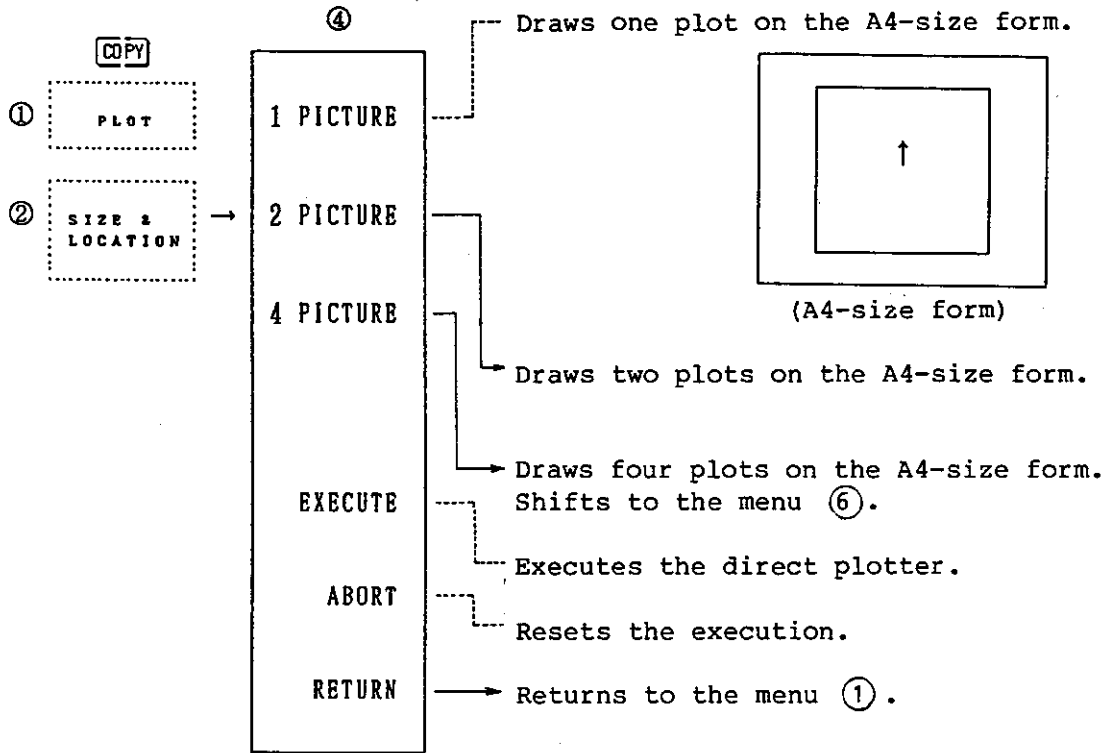 ④
COPY
① PLOT
② SIZE &
LOCATION
→
1 PICTURE
Draws one plot on the A4-size form.
↑
(A4-size form)
2 PICTURE
Draws two plots on the A4-size form.
4 PICTURE
Draws four plots on the A4-size form.
Shifts to the menu ⑥.
EXECUTE
Executes the direct plotter.
ABORT
Resets the execution.
RETURN
Returns to the menu ①.